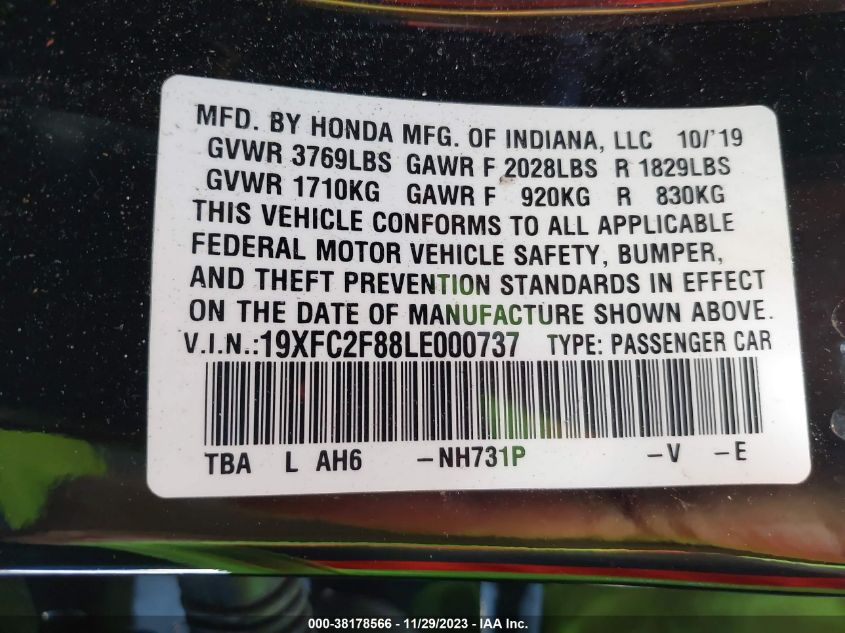 MFD. BY HONDA MFG. OF INDIANA, LLC 10/'19
GVWR 3769LBS GAWR F 2028LBS R 1829LBS
GVWR 1710KG GAWR F 920KG R 830KG
THIS VEHICLE CONFORMS TO ALL APPLICABLE
FEDERAL MOTOR VEHICLE SAFETY, BUMPER,
AND THEFT PREVENTION STANDARDS IN EFFECT
ON THE DATE OF MANUFACTURE SHOWN ABOVE.
V.I.N.:19XFC2F88LE000737 TYPE: PASSENGER CAR
TBA L AH6 –NH731P –V –E
000-38178566 - 11/29/2023 - IAA Inc.